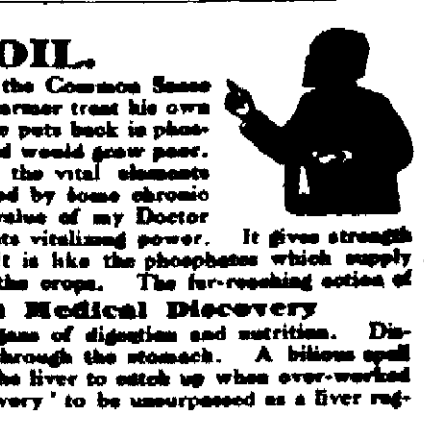 OIL.
the Common Sense
armer treat his own
puts back in phos-
would grow poor.
the vital elements
ed by some chronic
value of my Doctor
its vitalizing power. It gives strength
It is like the phosphates which supply
the crops. The far-reaching action of
Medical Discovery
gans of digestion and nutrition. Dis-
through the stomach. A bilious spell
he liver to catch up when over-worked
very' to be unsurpassed as a liver reg-